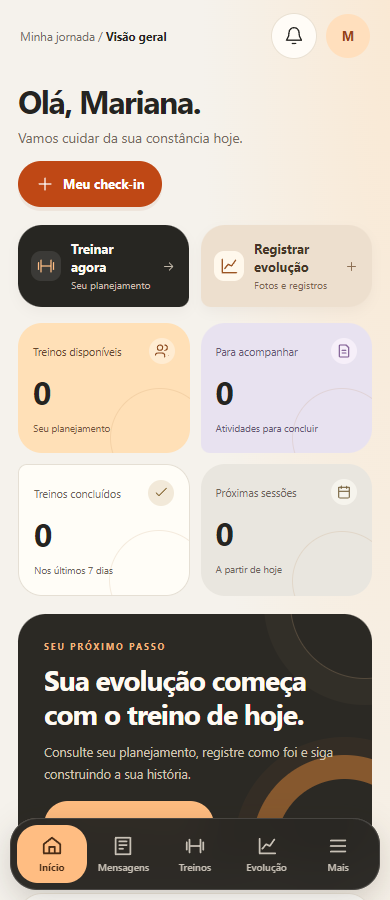 Minha jornada / Visão geral
M
Olá, Mariana.
Vamos cuidar da sua constância hoje.
Meu check-in
Treinar
agora
Seu planejamento
Registrar
evolução
Fotos e registros
Treinos disponíveis
0
Seu planejamento
Para acompanhar
0
Atividades para concluir
Treinos concluídos
0
Nos últimos 7 dias
Próximas sessões
0
A partir de hoje
SEU PRÓXIMO PASSO
Sua evolução começa
com o treino de hoje.
Consulte seu planejamento, registre como foi e siga
construindo a sua história.
Início
Mensagens
Treinos
Evolução
Mais